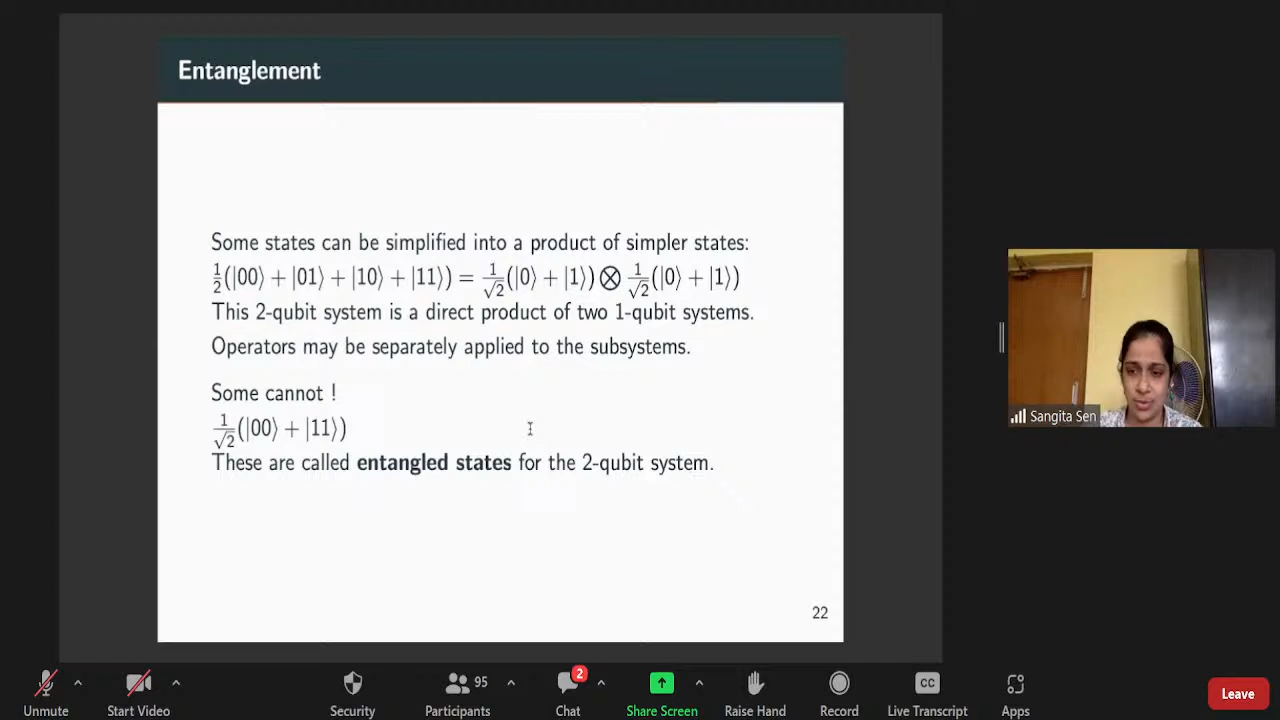 Entanglement
Some states can be simplified into a product of simpler states:
½(|00⟩ + |01⟩ + |10⟩ + |11⟩) = 1/√2(|0⟩ + |1⟩) ⊗ 1/√2(|0⟩ + |1⟩)
This 2-qubit system is a direct product of two 1-qubit systems.
Operators may be separately applied to the subsystems.
Some cannot !
1/√2(|00⟩ + |11⟩)
These are called entangled states for the 2-qubit system.
22
Sangita Sen
95
2
CC
Unmute
Start Video
Security
Participants
Chat
Share Screen
Raise Hand
Record
Live Transcript
Apps
Leave